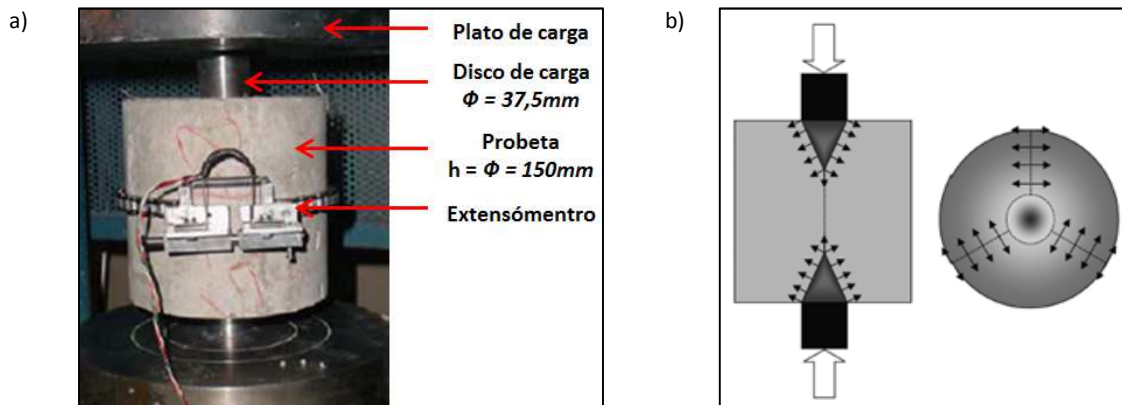 a)
Plato de carga
Disco de carga
Φ = 37,5mm
Probeta
h = Φ = 150mm
Extensómentro
b)